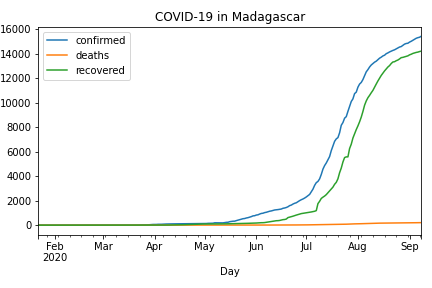 COVID-19 in Madagascar
16000
14000
12000
10000
8000
6000
4000
2000
0
confirmed
deaths
recovered
Feb Mar Apr May Jun Jul Aug Sep
2020
Day